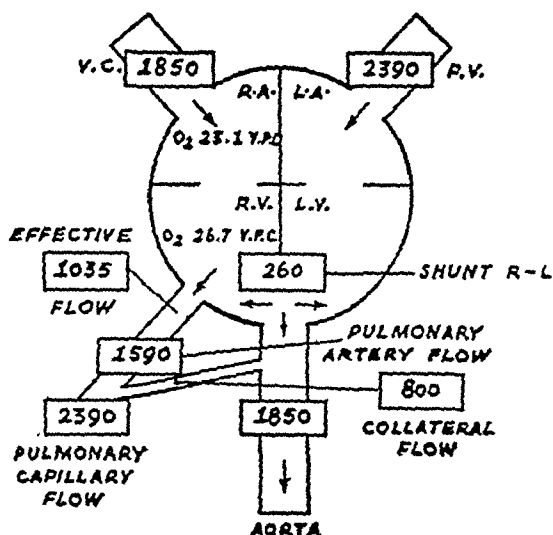 V.C. 1850
2390 P.V.
R.A. L.A.
O2 23.1 V.P.C
R.V. L.V.
O2 26.7 V.P.C.
EFFECTIVE
1035
FLOW
260
SHUNT R-L
1590
PULMONARY
ARTERY FLOW
2390
PULMONARY
CAPILLARY
FLOW
1850
800
COLLATERAL
FLOW
AORTA